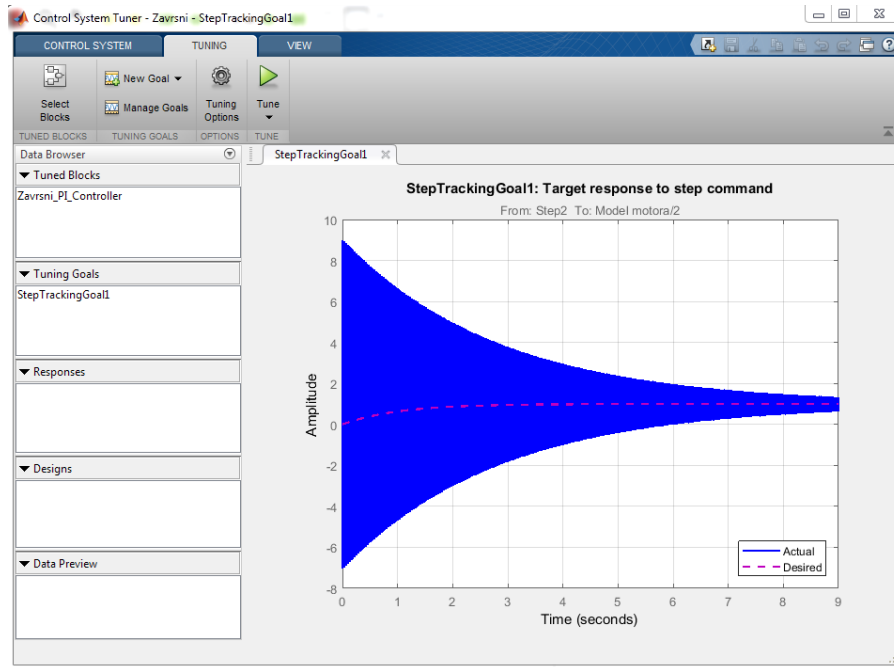 Control System Tuner - Zavrsni - StepTrackingGoal1
CONTROL SYSTEM
TUNING
VIEW
Select
Blocks
New Goal
Manage Goals
Tuning
Options
Tune
TUNED BLOCKS
TUNING GOALS
OPTIONS
TUNE
Data Browser
Tuned Blocks
Zavrsni_PI_Controller
Tuning Goals
StepTrackingGoal1
Responses
Designs
Data Preview
StepTrackingGoal1
StepTrackingGoal1: Target response to step command
From: Step2 To: Model motora/2
Amplitude
10
8
6
4
2
0
-2
-4
-6
-8
0 1 2 3 4 5 6 7 8 9
Time (seconds)
Actual
Desired